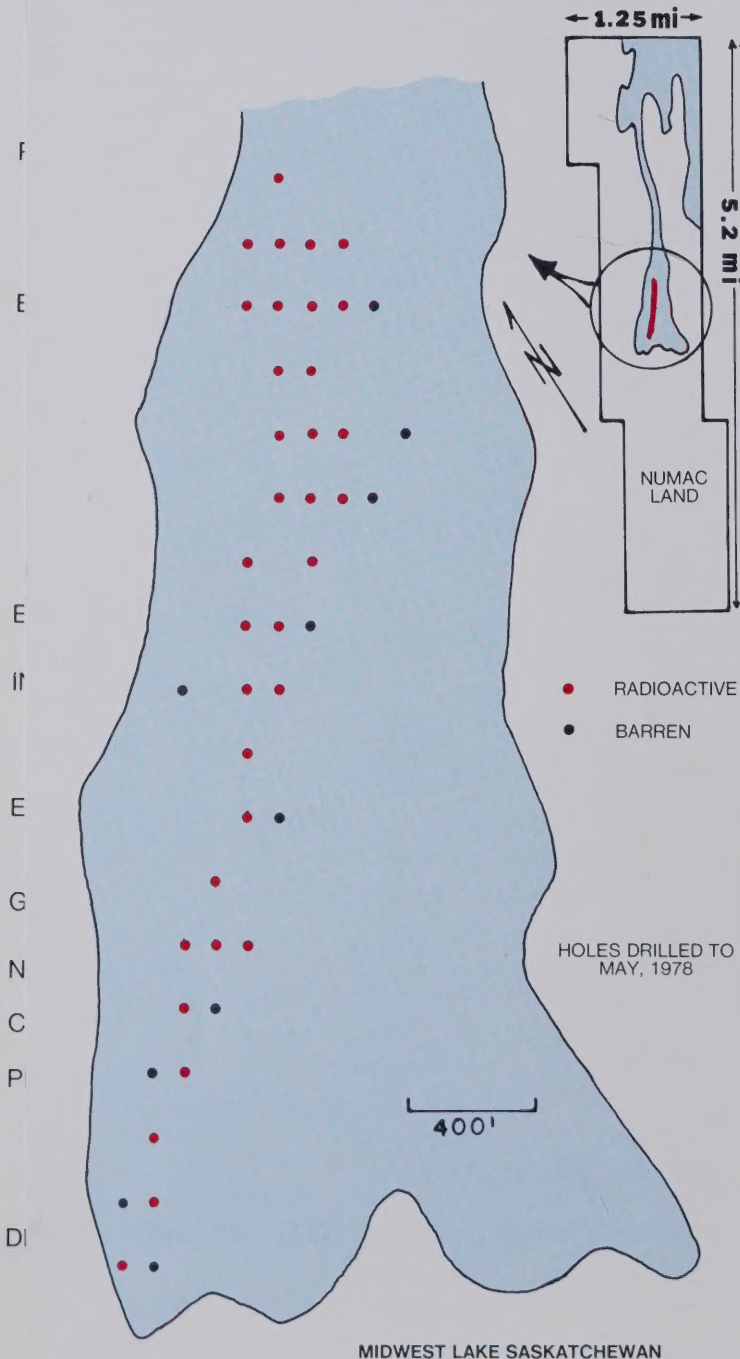 1.25 mi
5.2 mi
N
NUMAC
LAND
RADIOACTIVE
BARREN
HOLES DRILLED TO
MAY, 1978
400'
MIDWEST LAKE SASKATCHEWAN
E
E
E
G
N
C